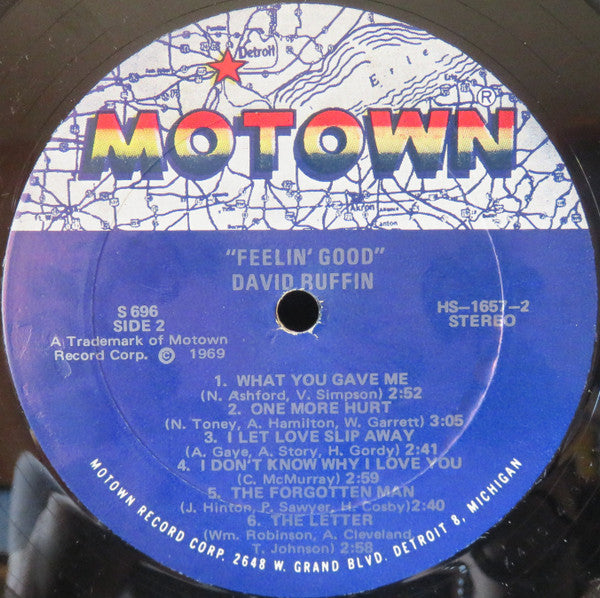 Detroit
Erie
MOTOWN®
Akron
Canton
"FEELIN' GOOD"
DAVID RUFFIN
S 696
SIDE 2
HS-1657-2
STEREO
A Trademark of Motown
Record Corp. © 1969
1. WHAT YOU GAVE ME
(N. Ashford, V. Simpson) 2:52
2. ONE MORE HURT
(N. Toney, A. Hamilton, W. Garrett) 3:05
3. I LET LOVE SLIP AWAY
(A. Gaye, A. Story, H. Gordy) 2:41
4. I DON'T KNOW WHY I LOVE YOU
(C. McMurray) 2:59
5. THE FORGOTTEN MAN
(J. Hinton, P. Sawyer, H. Cosby) 2:40
6. THE LETTER
(Wm. Robinson, A. Cleveland
T. Johnson) 2:58
MOTOWN RECORD CORP. 2648 W. GRAND BLVD. DETROIT 8, MICHIGAN